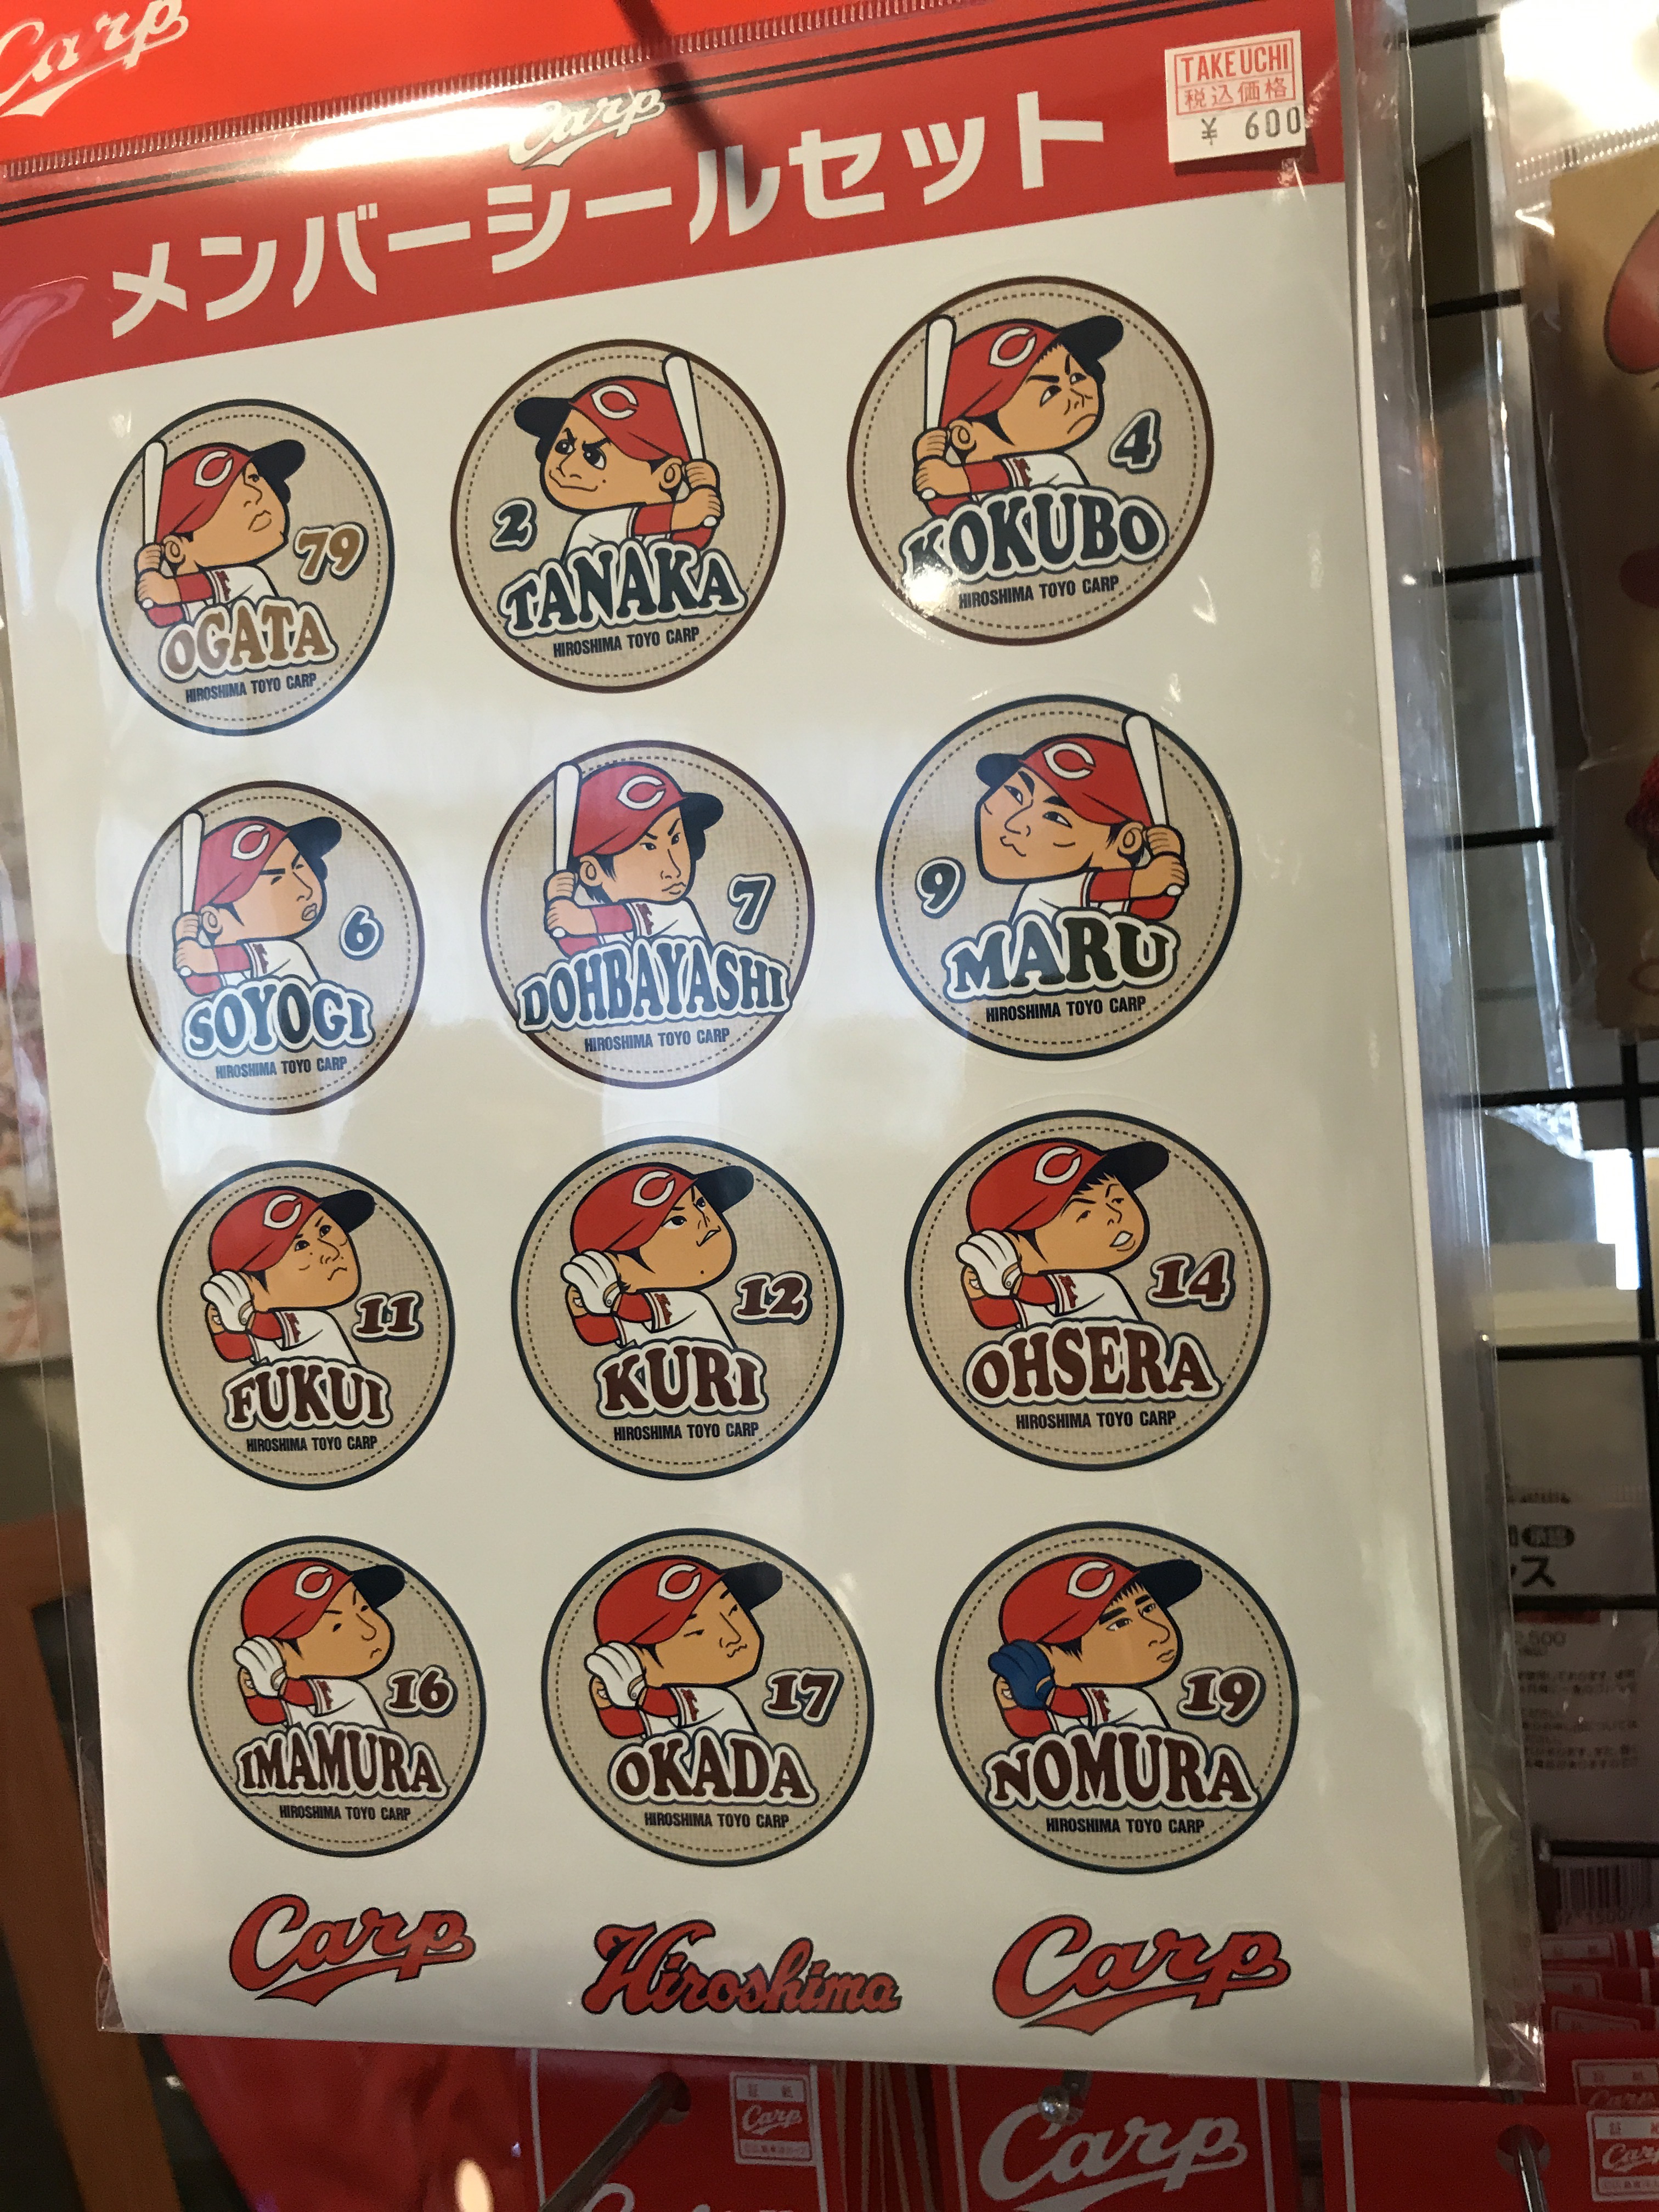 Carp
TAKEUCHI
税込価格
¥ 600
Carp
メンバーシールセット
79
OGATA
HIROSHIMA TOYO CARP
2
TANAKA
HIROSHIMA TOYO CARP
4
KOKUBO
HIROSHIMA TOYO CARP
6
SOYOGI
HIROSHIMA TOYO CARP
7
DOHBAYASHI
HIROSHIMA TOYO CARP
9
MARU
HIROSHIMA TOYO CARP
11
FUKUI
HIROSHIMA TOYO CARP
12
KURI
HIROSHIMA TOYO CARP
14
OHSERA
HIROSHIMA TOYO CARP
16
IMAMURA
HIROSHIMA TOYO CARP
17
OKADA
HIROSHIMA TOYO CARP
19
NOMURA
HIROSHIMA TOYO CARP
Carp
Hiroshima
Carp
証紙
Carp
Carp
Carp